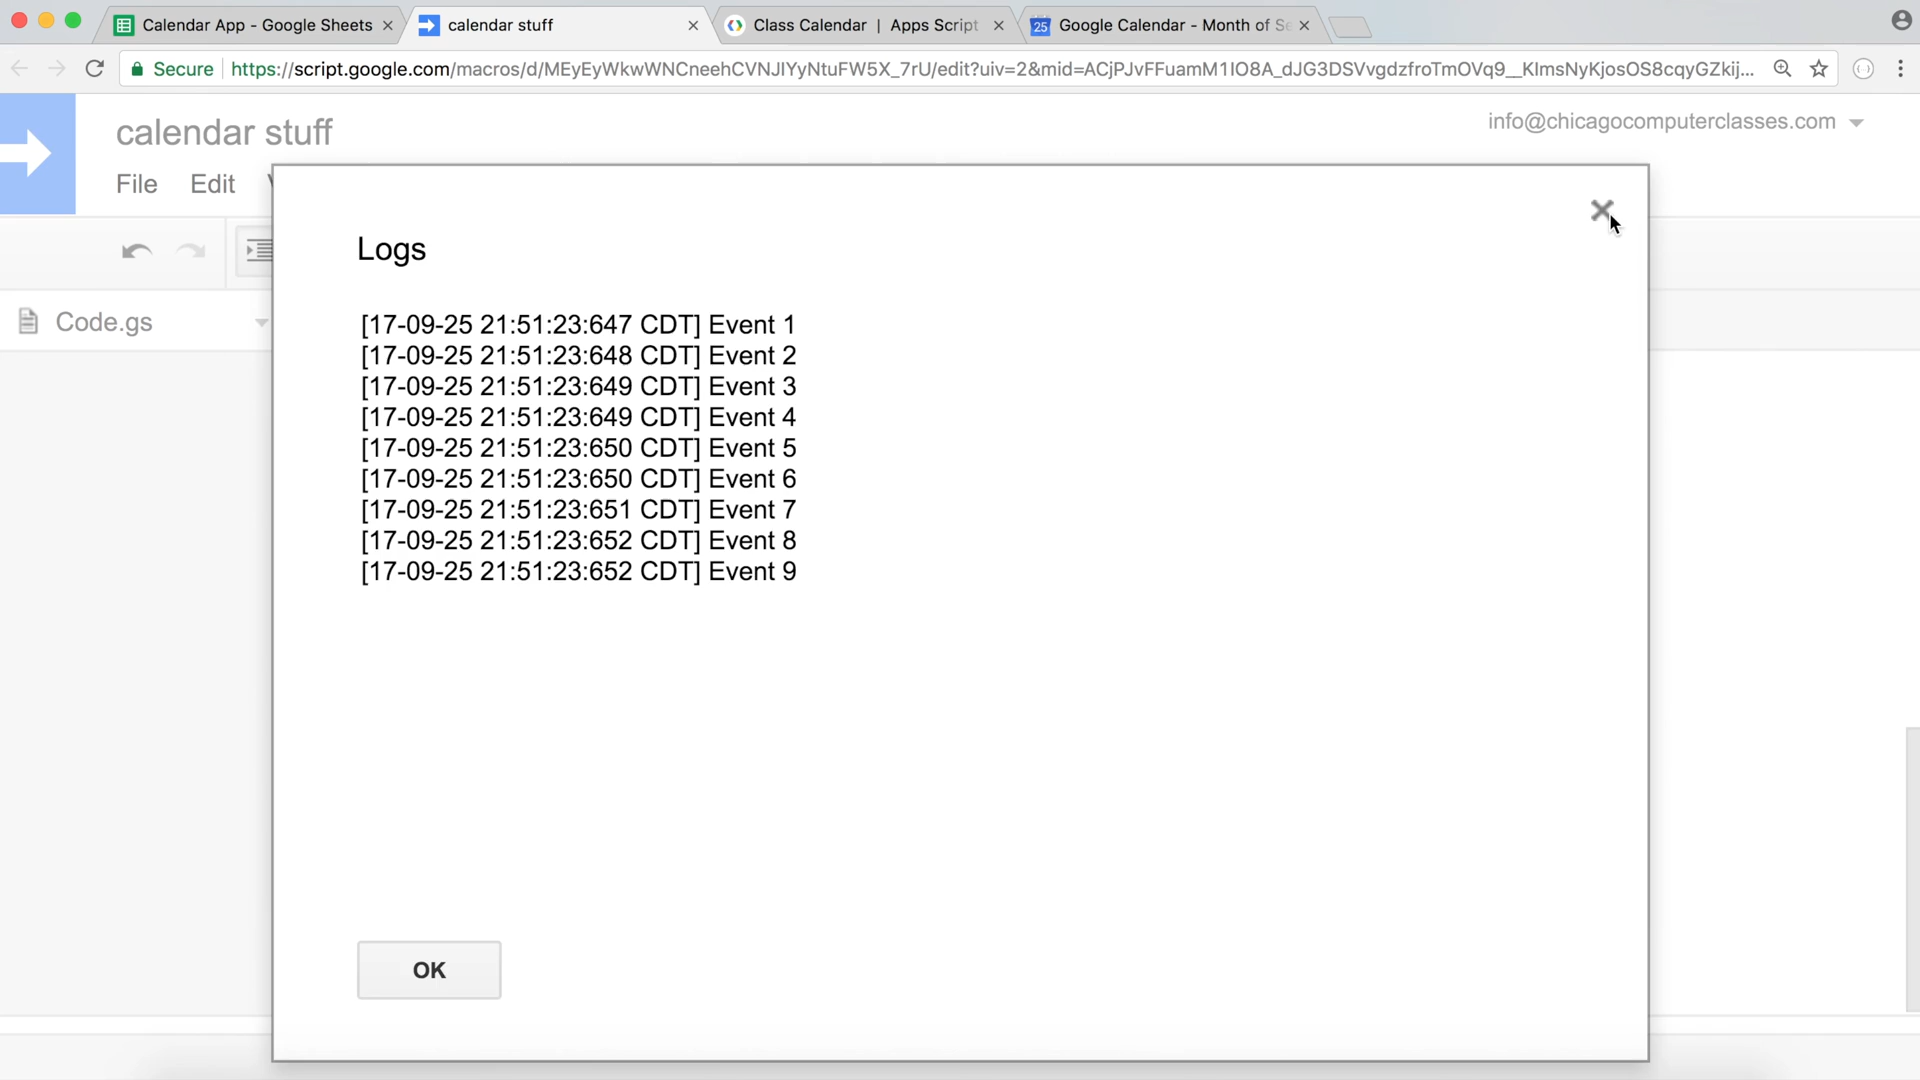 Calendar App - Google Sheets
calendar stuff
Class Calendar | Apps Script
25
Google Calendar - Month of Se
Secure
https://script.google.com/macros/d/MEyEyWkwWNCneehCVNJIYyNtuFW5X_7rU/edit?uiv=2&mid=ACjPJvFFuamM1IO8A_dJG3DSVvgdzfroTmOVq9__KlmsNyKjosOS8cqyGZkij...
calendar stuff
info@chicagocomputerclasses.com
File Edit
Logs
Code.gs
[17-09-25 21:51:23:647 CDT] Event 1
[17-09-25 21:51:23:648 CDT] Event 2
[17-09-25 21:51:23:649 CDT] Event 3
[17-09-25 21:51:23:649 CDT] Event 4
[17-09-25 21:51:23:650 CDT] Event 5
[17-09-25 21:51:23:650 CDT] Event 6
[17-09-25 21:51:23:651 CDT] Event 7
[17-09-25 21:51:23:652 CDT] Event 8
[17-09-25 21:51:23:652 CDT] Event 9
OK